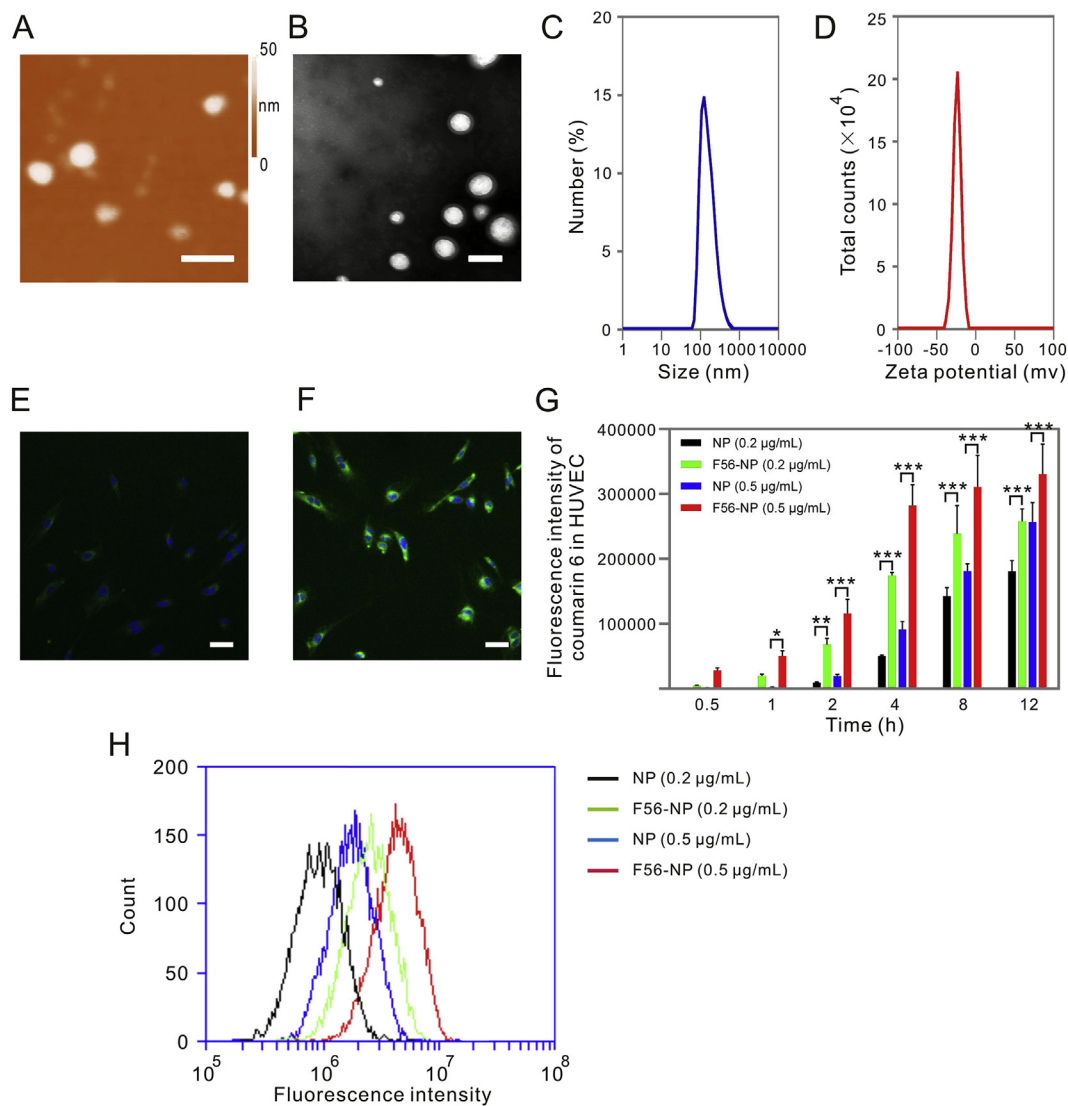 A
50
nm
0
B
C
Number (%)
20
15
10
5
0
1 10 100 1000 10000
Size (nm)
D
Total counts (×10⁴)
25
20
15
10
5
0
-100 -50 0 50 100
Zeta potential (mv)
E
F
G
Fluorescence intensity of
coumarin 6 in HUVEC
400000
300000
200000
100000
NP (0.2 µg/mL)
F56-NP (0.2 µg/mL)
NP (0.5 µg/mL)
F56-NP (0.5 µg/mL)
*
**
***
***
***
***
***
***
***
0.5 1 2 4 8 12
Time (h)
H
Count
200
150
100
50
0
10⁵ 10⁶ 10⁷ 10⁸
Fluorescence intensity
NP (0.2 µg/mL)
F56-NP (0.2 µg/mL)
NP (0.5 µg/mL)
F56-NP (0.5 µg/mL)